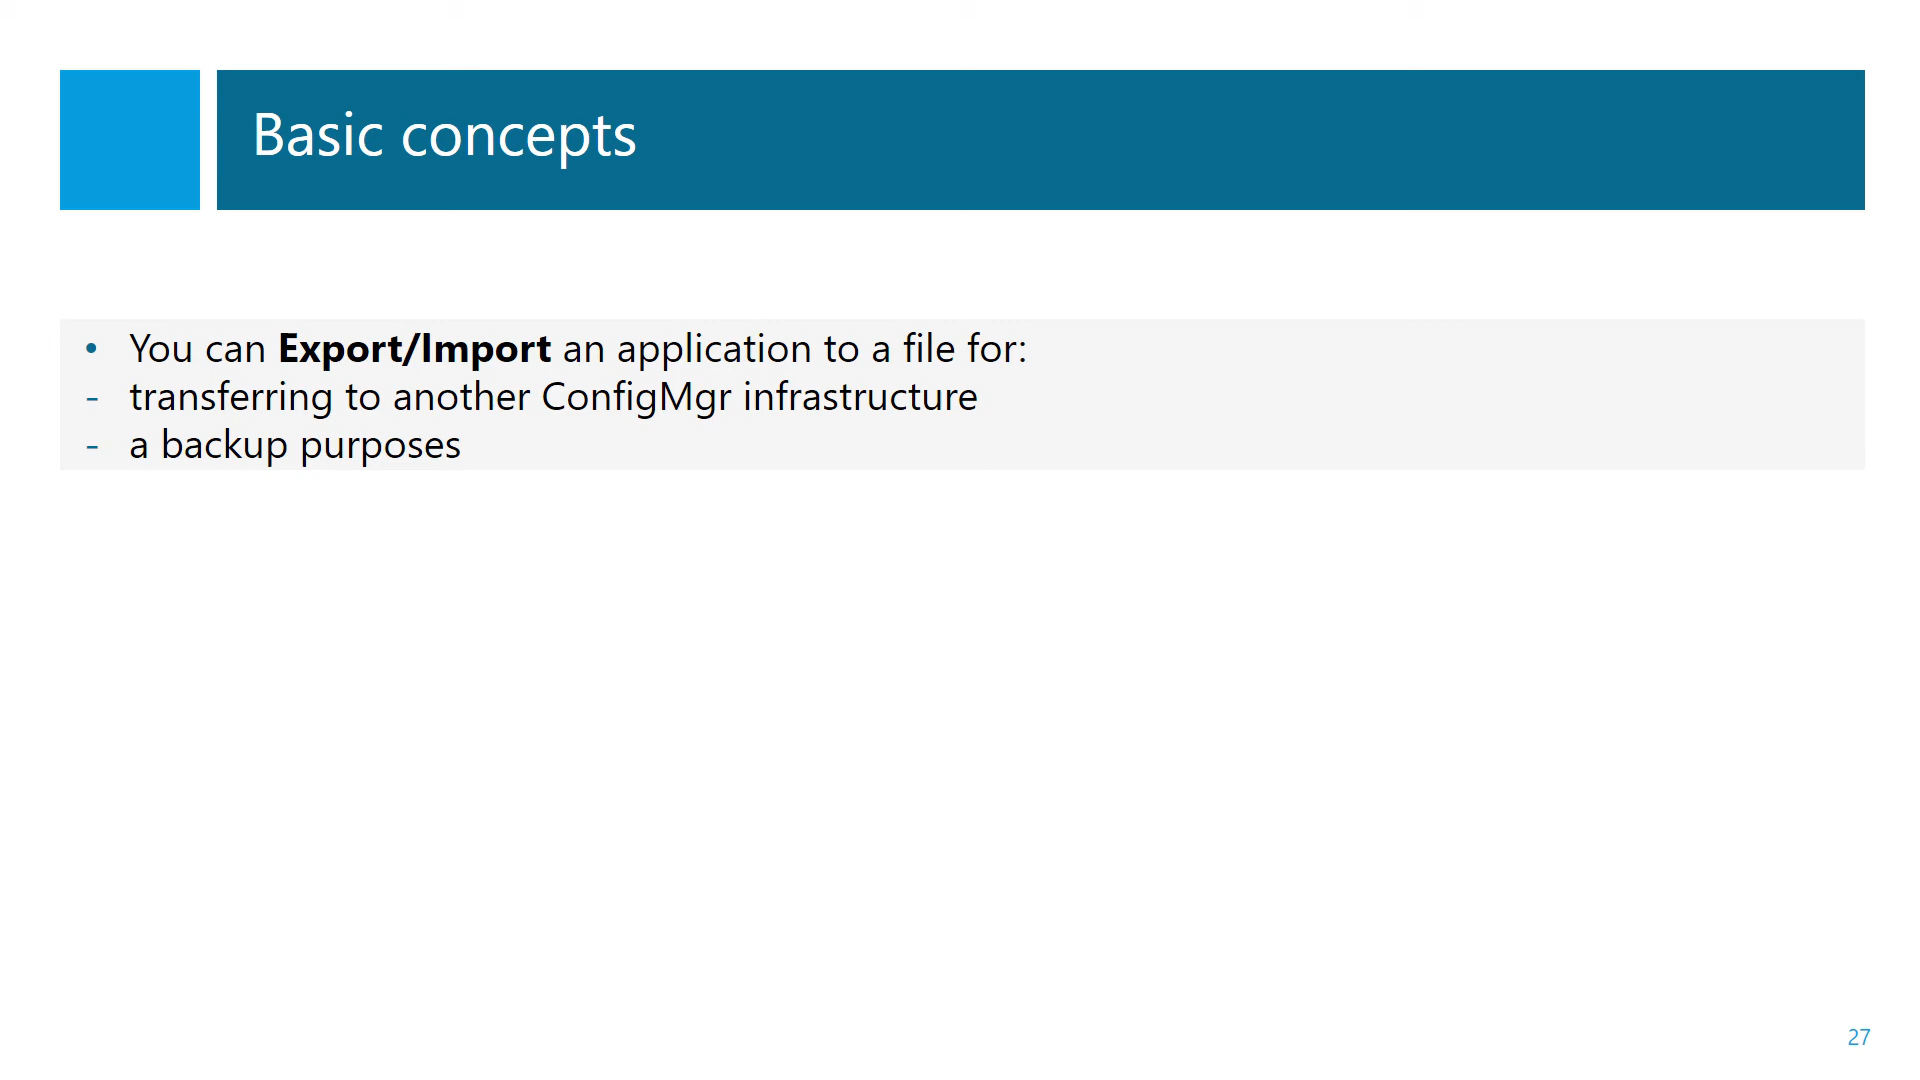 Basic concepts
• You can Export/Import an application to a file for:
- transferring to another ConfigMgr infrastructure
- a backup purposes
27